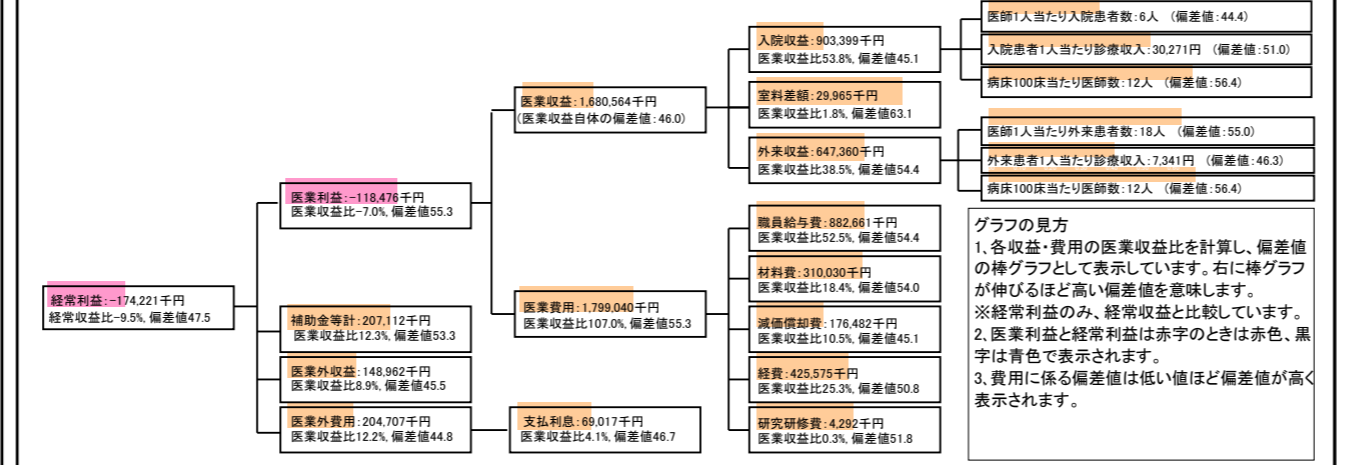 経常利益:-174,221千円
経常収支比-9.5%, 偏差値47.5
医業利益:-118,476千円
医業収益比-7.0%, 偏差値55.3
補助金等計:207,112千円
医業収益比12.3%, 偏差値53.3
医業外収益:148,962千円
医業収益比8.9%, 偏差値45.5
医業外費用:204,707千円
医業収益比12.2%, 偏差値44.8
医業収益:1,680,564千円
(医業収益自体の偏差値:46.0)
医業費用:1,799,040千円
医業収益比107.0%, 偏差値55.3
支払利息:69,017千円
医業収益比4.1%, 偏差値46.7
入院収益:903,399千円
医業収益比53.8%, 偏差値45.1
室料差額:29,965千円
医業収益比1.8%, 偏差値63.1
外来収益:647,360千円
医業収益比38.5%, 偏差値54.4
職員給与費:882,661千円
医業収益比52.5%, 偏差値54.4
材料費:310,030千円
医業収益比18.4%, 偏差値54.0
減価償却費:176,482千円
医業収益比10.5%, 偏差値45.1
経費:425,575千円
医業収益比25.3%, 偏差値50.8
研究研修費:4,292千円
医業収益比0.3%, 偏差値51.8
医師1人当たり入院患者数:6人 (偏差値:44.4)
入院患者1人当たり診療収入:30,271円 (偏差値:51.0)
病床100床当たり医師数:12人 (偏差値:56.4)
医師1人当たり外来患者数:18人 (偏差値:55.0)
外来患者1人当たり診療収入:7,341円 (偏差値:46.3)
病床100床当たり医師数:12人 (偏差値:56.4)
グラフの見方
1、各収益・費用の医業収益比を計算し、偏差値
の棒グラフとして表示しています。右に棒グラフ
が伸びるほど高い偏差値を意味します。
※経常利益のみ、経常収益と比較しています。
2、医業利益と経常利益は赤字のときは赤色、黒
字は青色で表示されます。
3、費用に係る偏差値は低い値ほど偏差値が高く
表示されます。